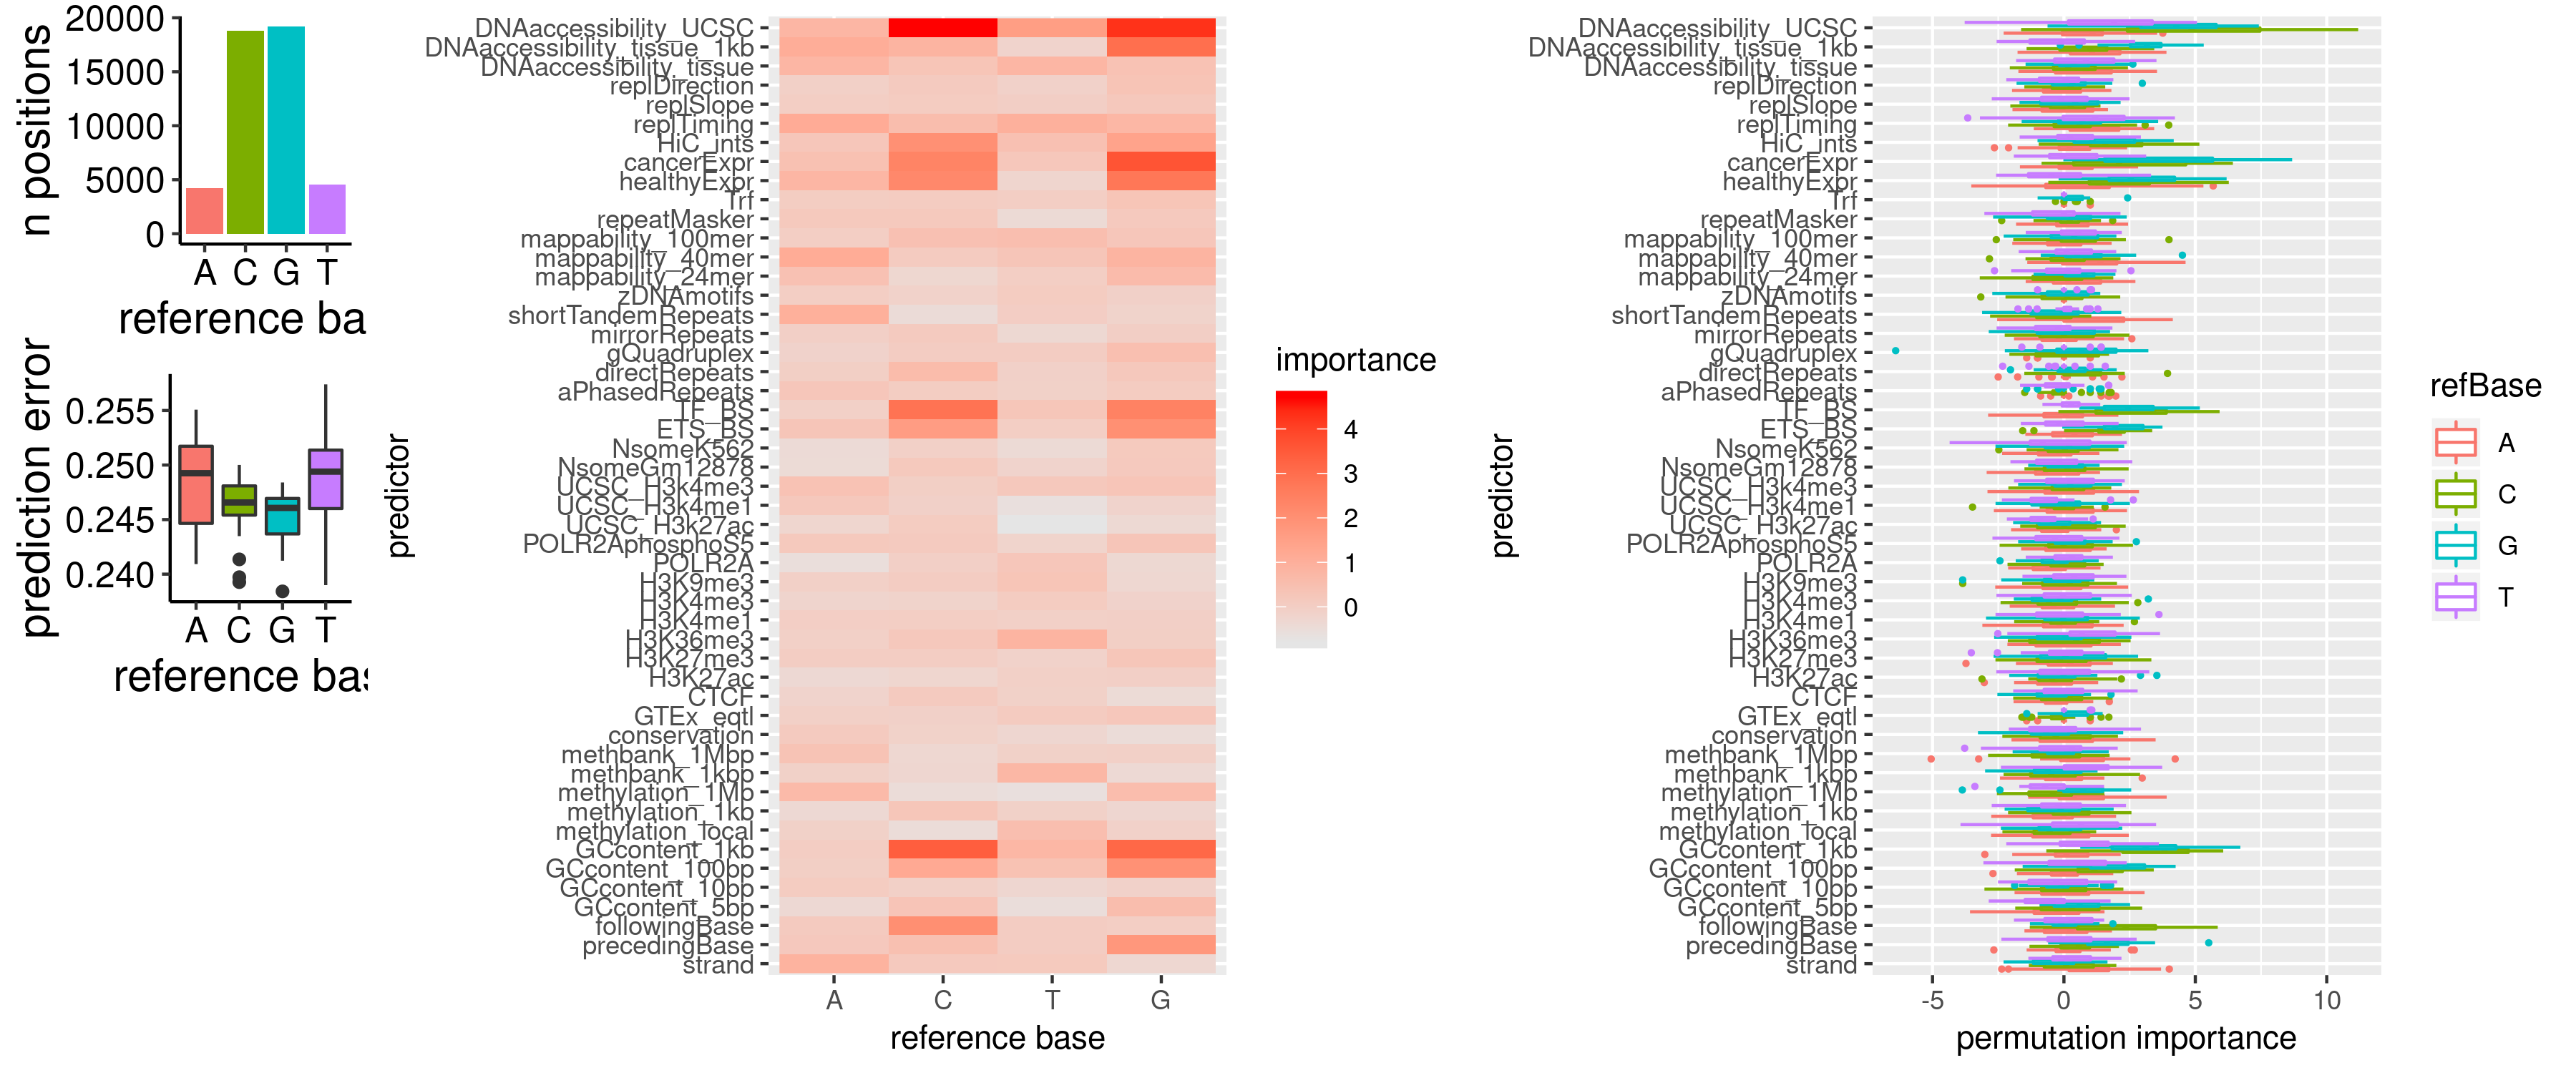 n positions
20000
15000
10000
5000
0
A C G T
reference ba
prediction error
0.255
0.250
0.245
0.240
A C G T
reference bas
predictor
DNAaccessibility_UCSC
DNAaccessibility_tissue_1kb
DNAaccessibility_tissue
replDirection
replSlope
replTiming
HiC_ints
cancerExpr
healthyExpr
Trf
repeatMasker
mappability_100mer
mappability_40mer
mappability_24mer
zDNAmotifs
shortTandemRepeats
mirrorRepeats
gQuadruplex
directRepeats
aPhasedRepeats
TF_BS
ETS_BS
NsomeK562
NsomeGm12878
UCSC_H3k4me3
UCSC_H3k4me1
UCSC_H3k27ac
POLR2AphosphoS5
POLR2A
H3K9me3
H3K4me3
H3K4me1
H3K36me3
H3K27me3
H3K27ac
CTCF
GTEx_eqtl
conservation
methbank_1Mbp
methbank_1kbp
methylation_1Mb
methylation_1kb
methylation_local
GCcontent_1kb
GCcontent_100bp
GCcontent_10bp
GCcontent_5bp
followingBase
precedingBase
strand
A C T G
reference base
importance
4
3
2
1
0
predictor
DNAaccessibility_UCSC
DNAaccessibility_tissue_1kb
DNAaccessibility_tissue
replDirection
replSlope
replTiming
HiC_ints
cancerExpr
healthyExpr
Trf
repeatMasker
mappability_100mer
mappability_40mer
mappability_24mer
zDNAmotifs
shortTandemRepeats
mirrorRepeats
gQuadruplex
directRepeats
aPhasedRepeats
TF_BS
ETS_BS
NsomeK562
NsomeGm12878
UCSC_H3k4me3
UCSC_H3k4me1
UCSC_H3k27ac
POLR2AphosphoS5
POLR2A
H3K9me3
H3K4me3
H3K4me1
H3K36me3
H3K27me3
H3K27ac
CTCF
GTEx_eqtl
conservation
methbank_1Mbp
methbank_1kbp
methylation_1Mb
methylation_1kb
methylation_local
GCcontent_1kb
GCcontent_100bp
GCcontent_10bp
GCcontent_5bp
followingBase
precedingBase
strand
-5 0 5 10
permutation importance
refBase
A
C
G
T